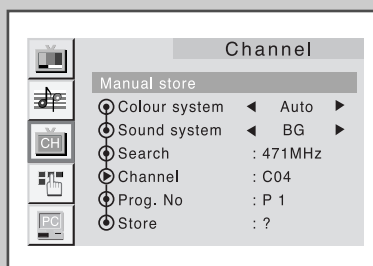 Channel
Manual store
Colour system ◀ Auto ▶
Sound system ◀ BG ▶
Search : 471MHz
CH
Channel : C04
Prog. No : P 1
PC
Store : ?